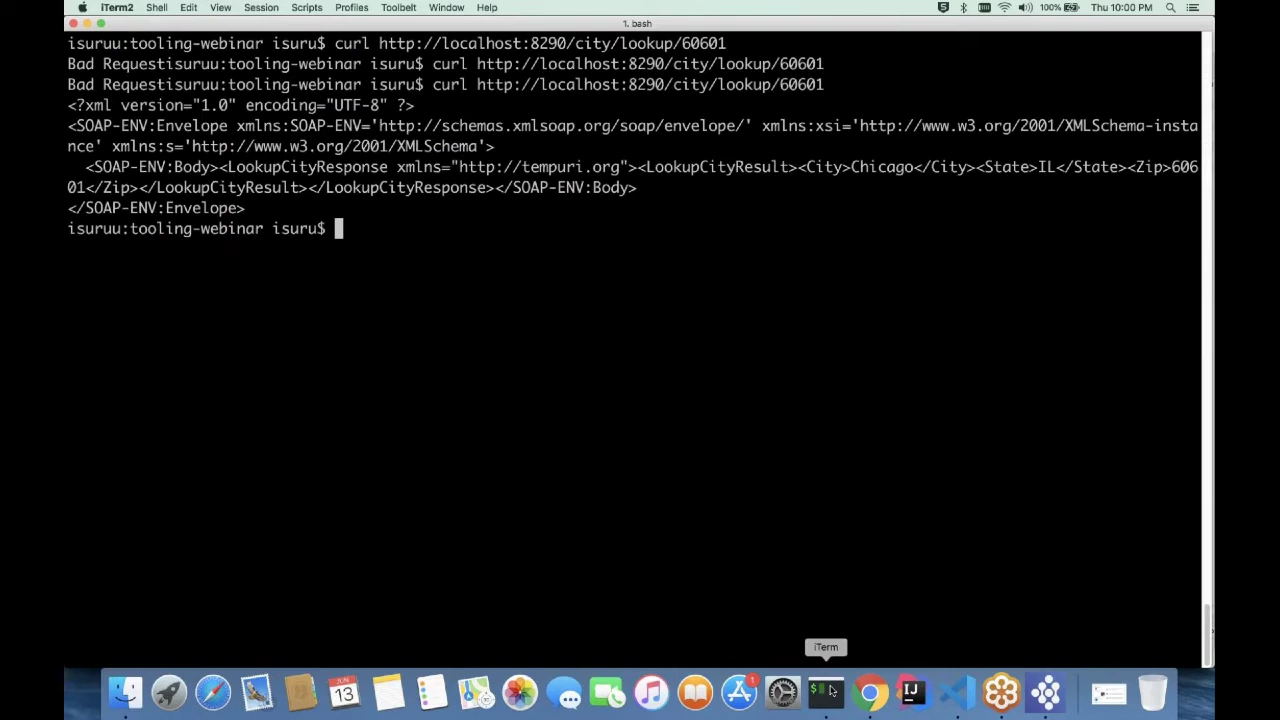 iTerm2 Shell Edit View Session Scripts Profiles Toolbelt Window Help 100% Thu 10:00 PM
1. bash
isuruu:tooling-webinar isuru$ curl http://localhost:8290/city/lookup/60601
Bad Requestisuruu:tooling-webinar isuru$ curl http://localhost:8290/city/lookup/60601
Bad Requestisuruu:tooling-webinar isuru$ curl http://localhost:8290/city/lookup/60601
<?xml version="1.0" encoding="UTF-8" ?>
<SOAP-ENV:Envelope xmlns:SOAP-ENV='http://schemas.xmlsoap.org/soap/envelope/' xmlns:xsi='http://www.w3.org/2001/XMLSchema-insta
nce' xmlns:s='http://www.w3.org/2001/XMLSchema'>
  <SOAP-ENV:Body><LookupCityResponse xmlns="http://tempuri.org"><LookupCityResult><City>Chicago</City><State>IL</State><Zip>606
01</Zip></LookupCityResult></LookupCityResponse></SOAP-ENV:Body>
</SOAP-ENV:Envelope>
isuruu:tooling-webinar isuru$
iTerm
JUN
13
1
$
IJ